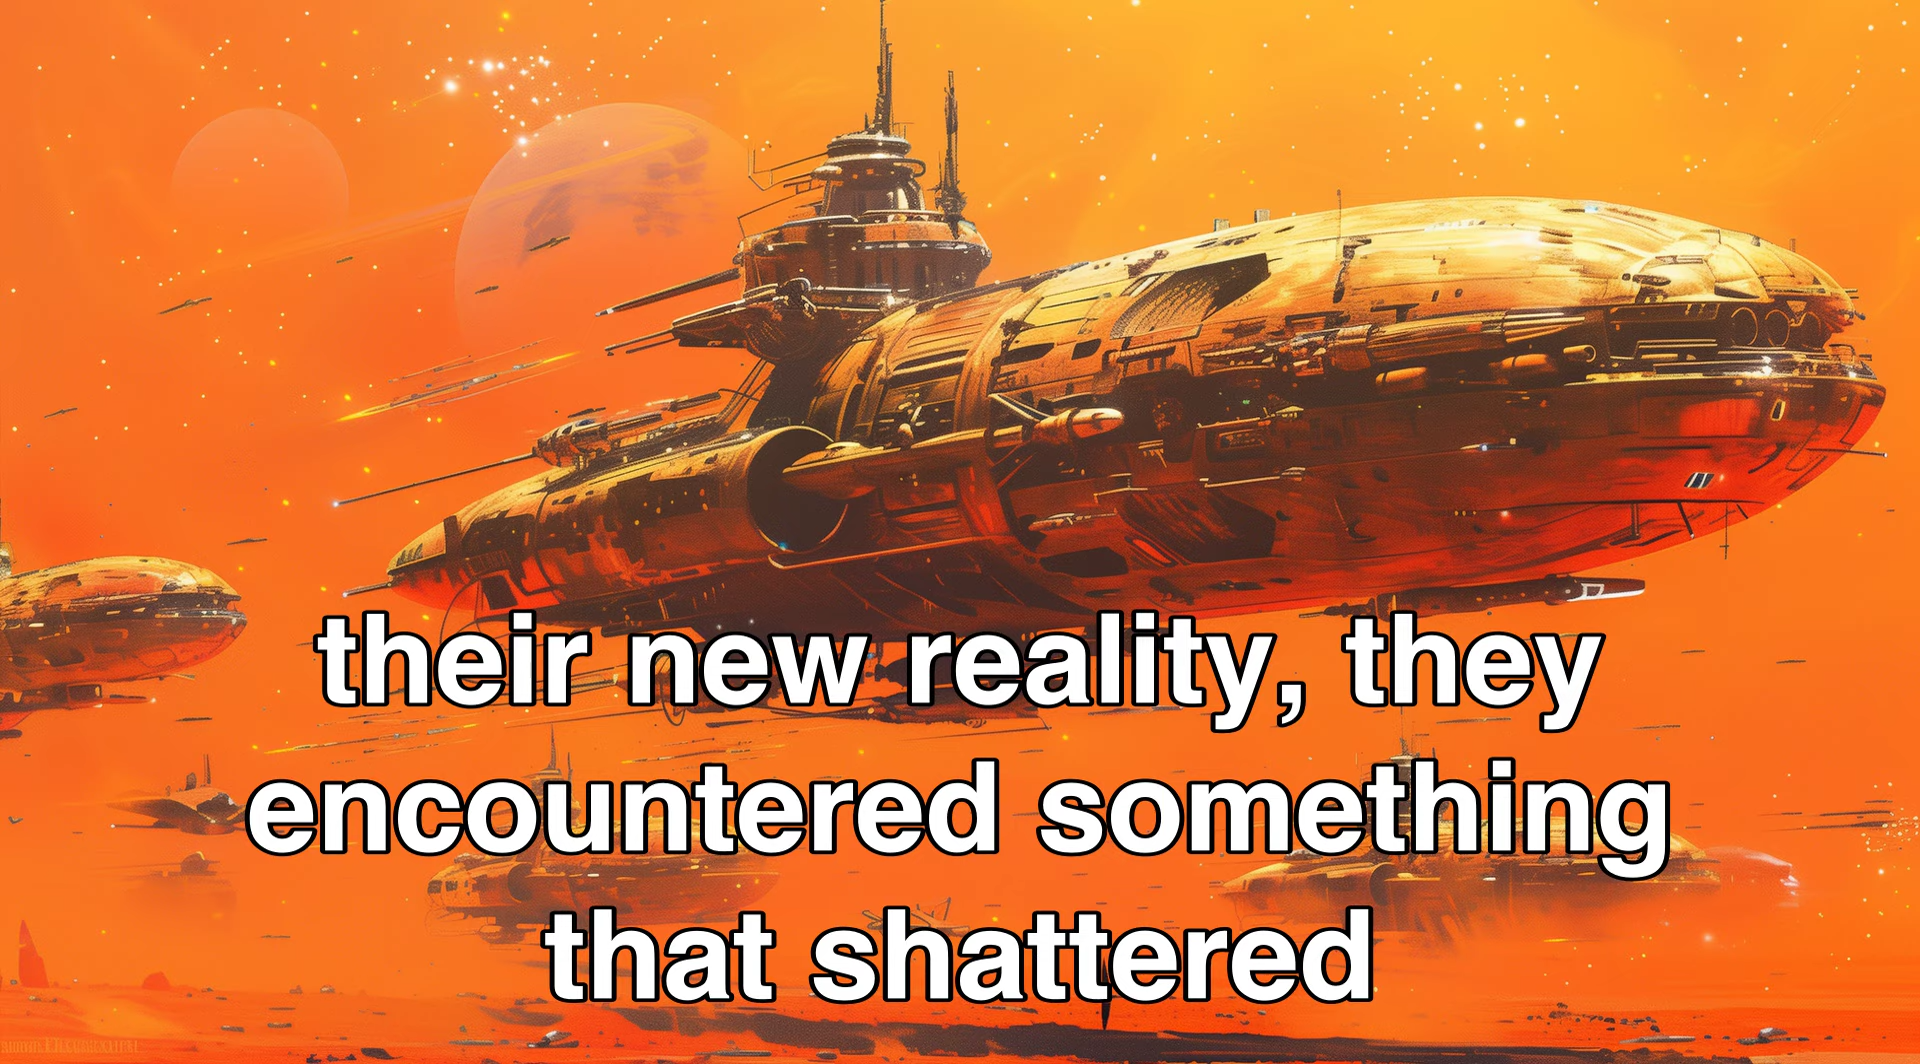 their new reality, they
encountered something
that shattered